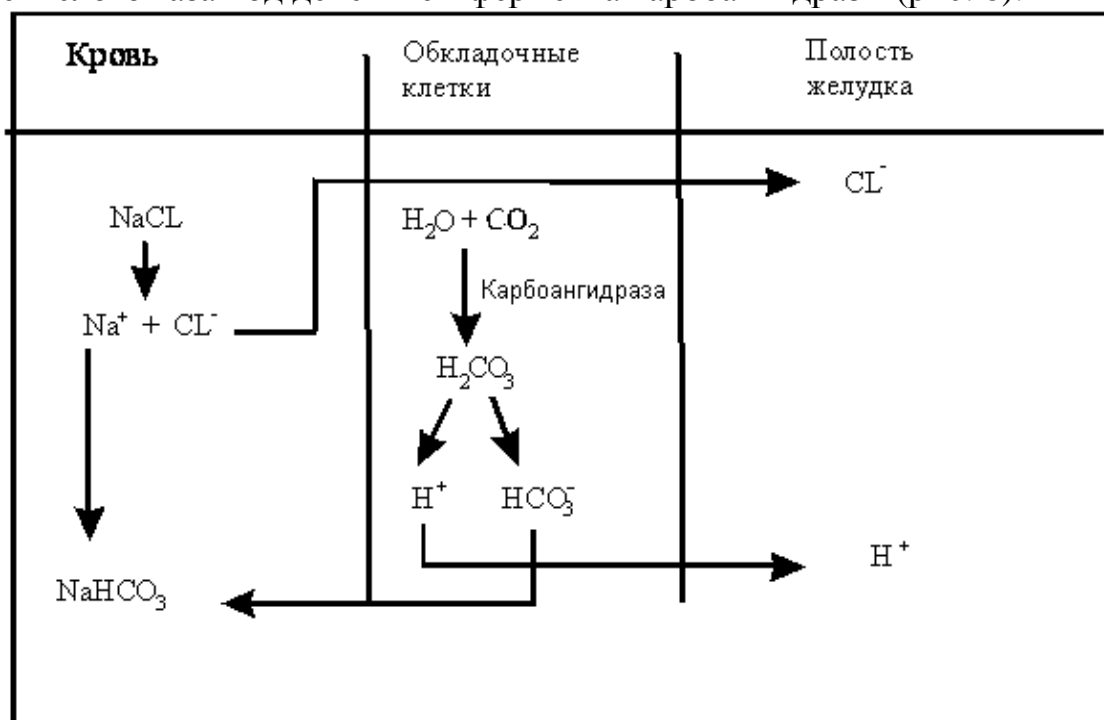 Кровь
Обкладочные
клетки
Полость
желудка
CL⁻
NaCL
H₂O + CO₂
Карбоангидраза
Na⁺ + CL⁻
H₂CO₃
H⁺
HCO₃⁻
H⁺
NaHCO₃